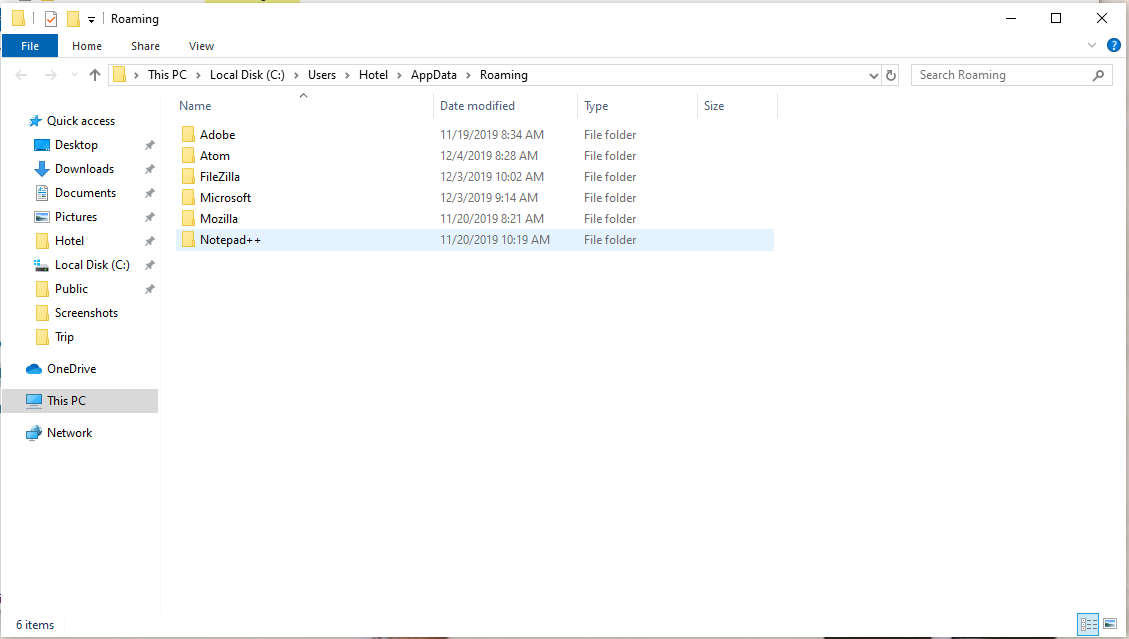 Roaming
File Home Share View
This PC Local Disk (C:) Users Hotel AppData Roaming Search Roaming
Name Date modified Type Size
Quick access
Desktop
Downloads
Documents
Pictures
Hotel
Local Disk (C:)
Public
Screenshots
Trip
OneDrive
This PC
Network
Adobe 11/19/2019 8:34 AM File folder
Atom 12/4/2019 8:28 AM File folder
FileZilla 12/3/2019 10:02 AM File folder
Microsoft 12/3/2019 9:14 AM File folder
Mozilla 11/20/2019 8:21 AM File folder
Notepad++ 11/20/2019 10:19 AM File folder
6 items